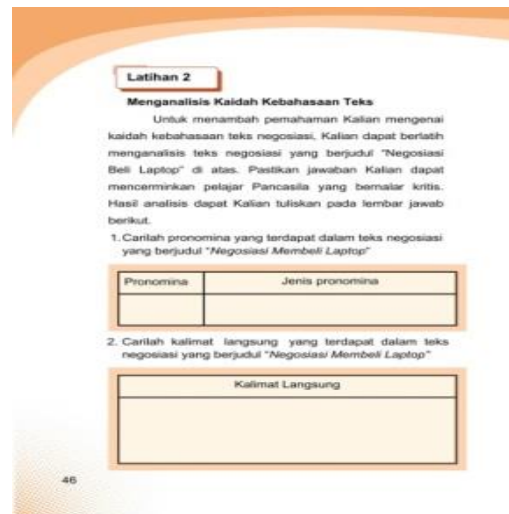 Latihan 2
Menganalisis Kaidah Kebahasaan Teks
Untuk menambah pemahaman Kalian mengenai
kaidah kebahasaan teks negosiasi, Kalian dapat berlatih
menganalisis teks negosiasi yang berjudul "Negosiasi
Beli Laptop" di atas. Pastikan jawaban Kalian dapat
mencerminkan pelajar Pancasila yang bernalar kritis.
Hasil analisis dapat Kalian tuliskan pada lembar jawab
berikut.
1. Carilah pronomina yang terdapat dalam teks negosiasi
yang berjudul "Negosiasi Membeli Laptop"
Pronomina Jenis pronomina
2. Carilah kalimat langsung yang terdapat dalam teks
negosiasi yang berjudul "Negosiasi Membeli Laptop"
Kalimat Langsung
46